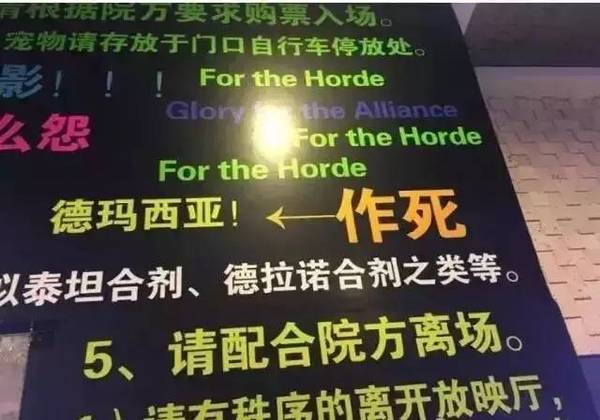 有根据院方要求购票入场。
宠物请存放于门口自行车停放处。
影！！！ For the Horde
Glory for the Alliance
么怨 For the Horde
For the Horde
德玛西亚！ ←作死
以泰坦合剂、德拉诺合剂之类等。
5、请配合院方离场。
1）请有秩序的离开放映厅，